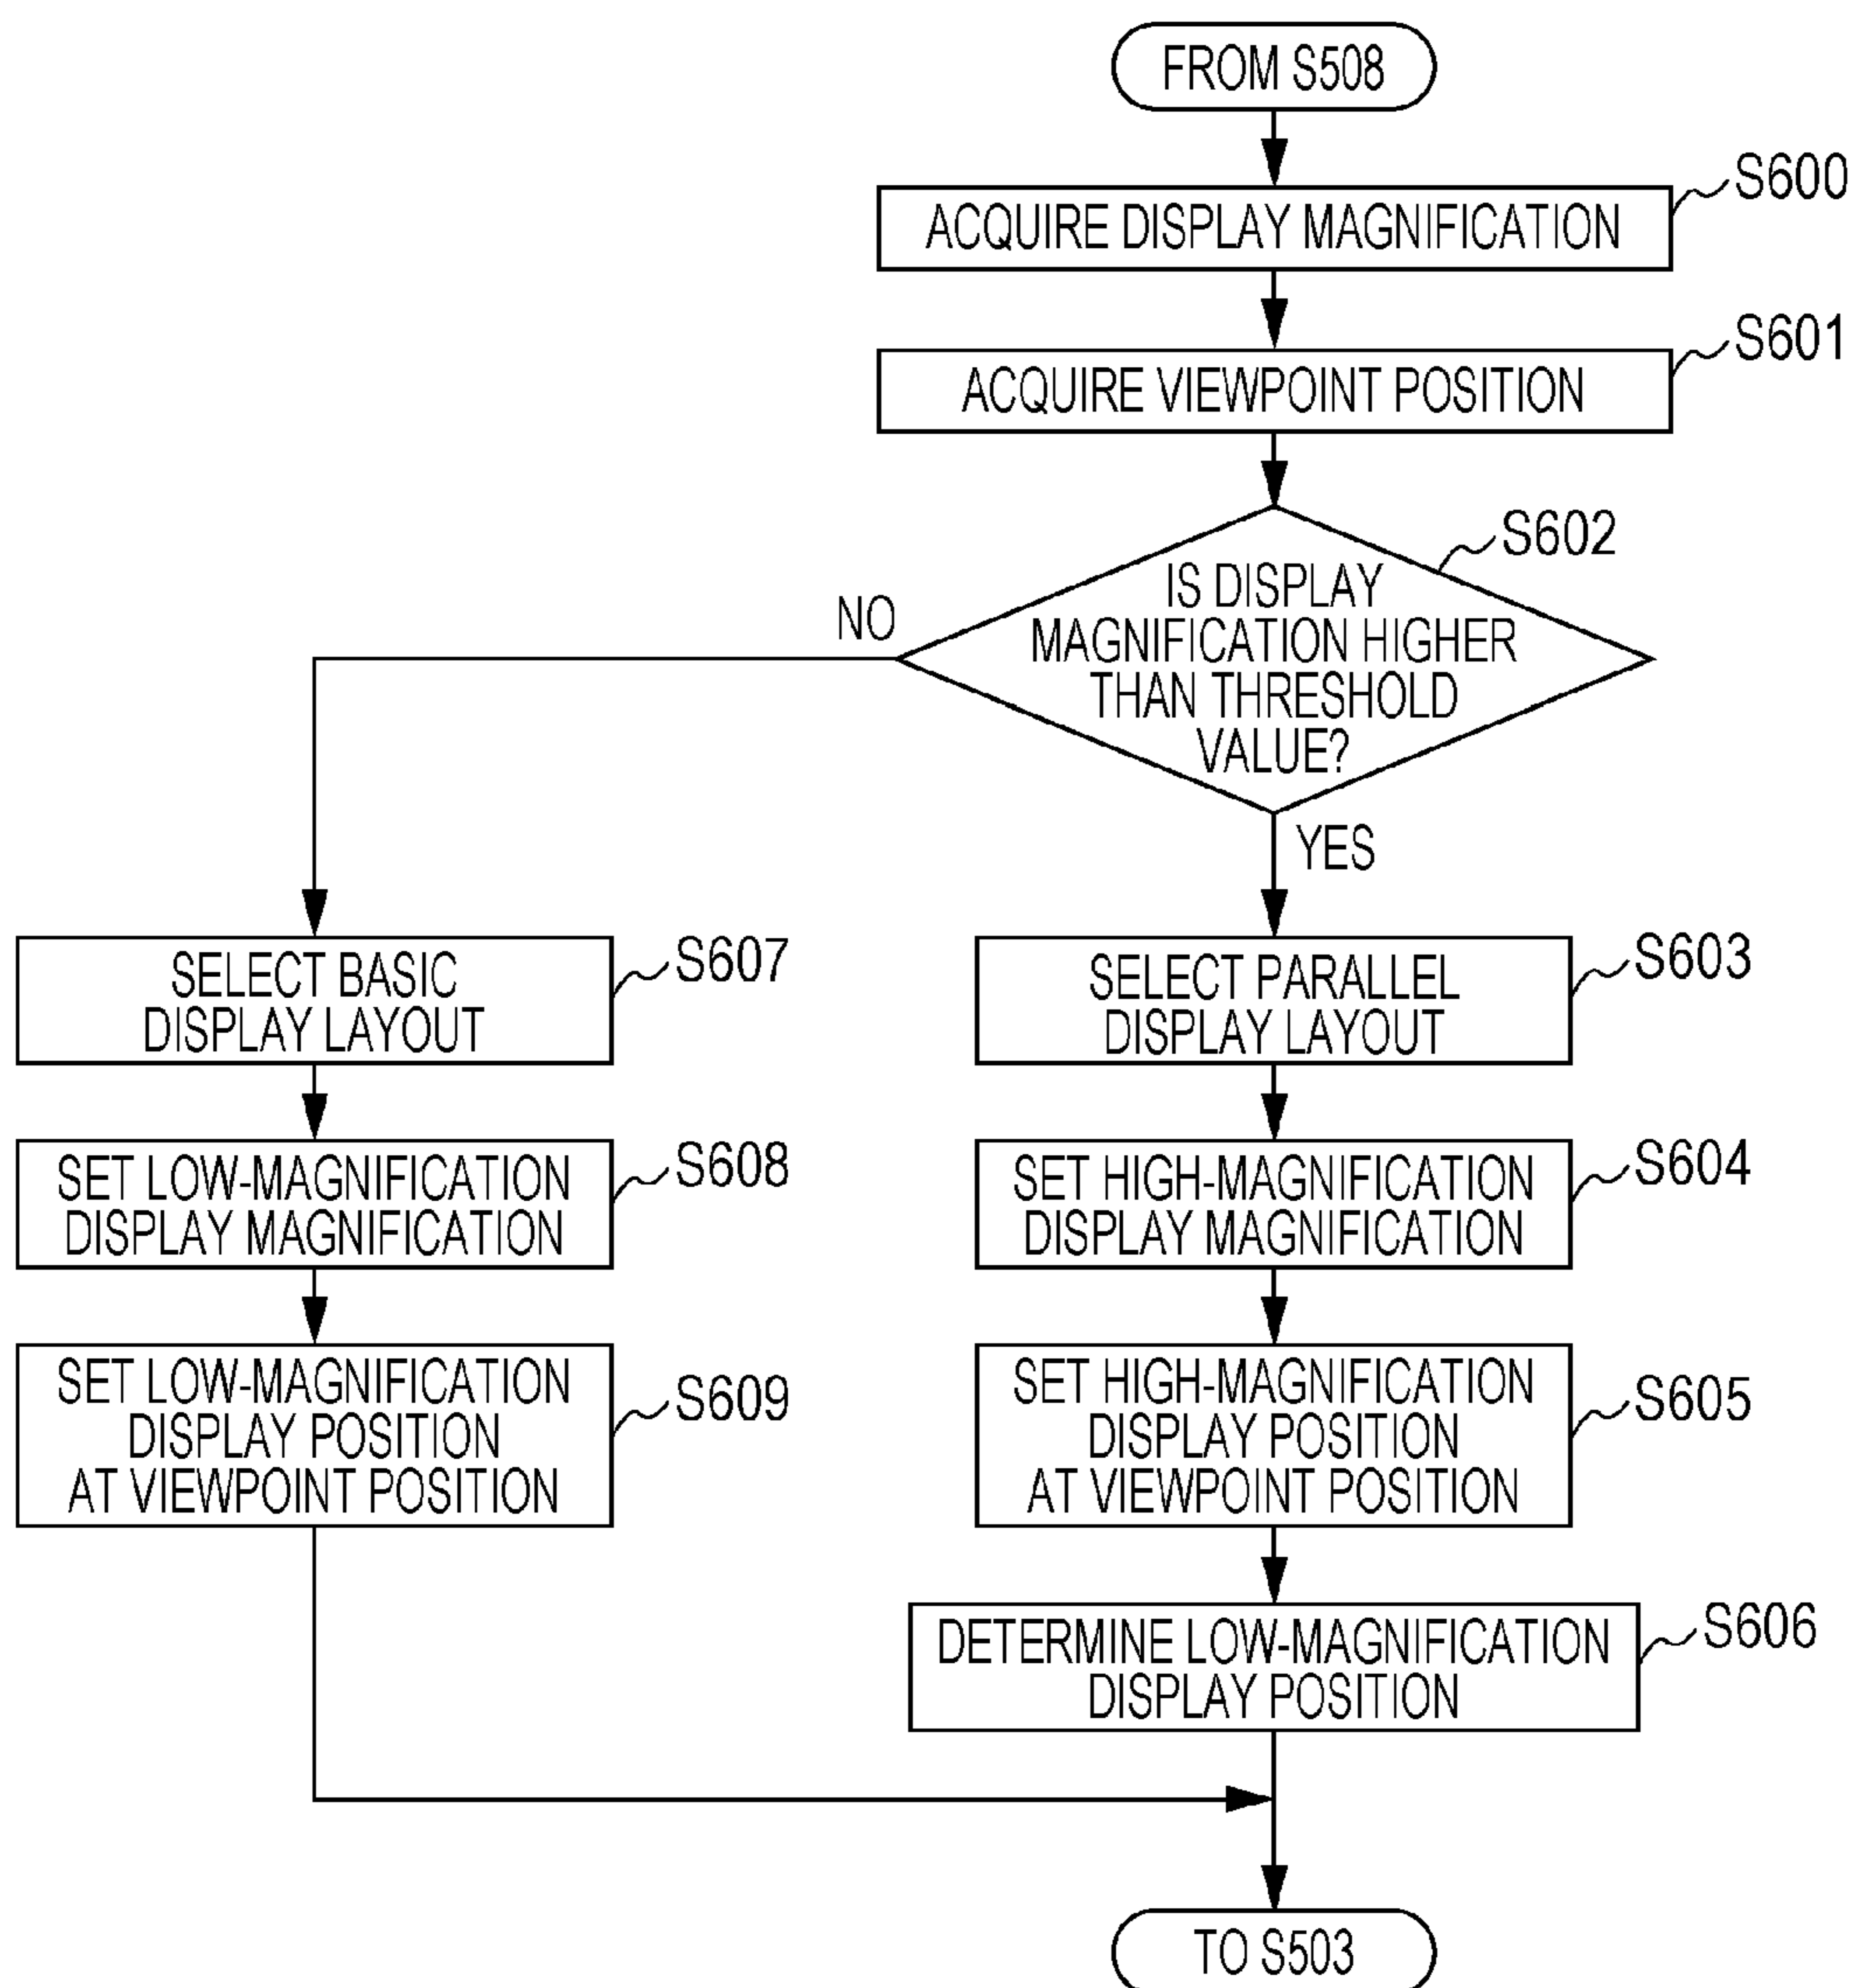 FROM S508
S600
ACQUIRE DISPLAY MAGNIFICATION
S601
ACQUIRE VIEWPOINT POSITION
S602
IS DISPLAY
MAGNIFICATION HIGHER
THAN THRESHOLD
VALUE?
NO
YES
SELECT BASIC
DISPLAY LAYOUT
S607
SELECT PARALLEL
DISPLAY LAYOUT
S603
SET LOW-MAGNIFICATION
DISPLAY MAGNIFICATION
S608
SET HIGH-MAGNIFICATION
DISPLAY MAGNIFICATION
S604
SET LOW-MAGNIFICATION
DISPLAY POSITION
AT VIEWPOINT POSITION
S609
SET HIGH-MAGNIFICATION
DISPLAY POSITION
AT VIEWPOINT POSITION
S605
DETERMINE LOW-MAGNIFICATION
DISPLAY POSITION
S606
TO S503